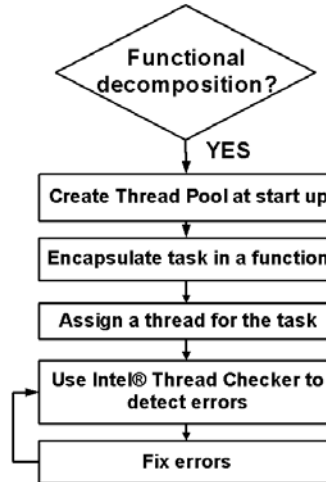 Functional
decomposition?
YES
Create Thread Pool at start up
Encapsulate task in a function
Assign a thread for the task
Use Intel® Thread Checker to
detect errors
Fix errors